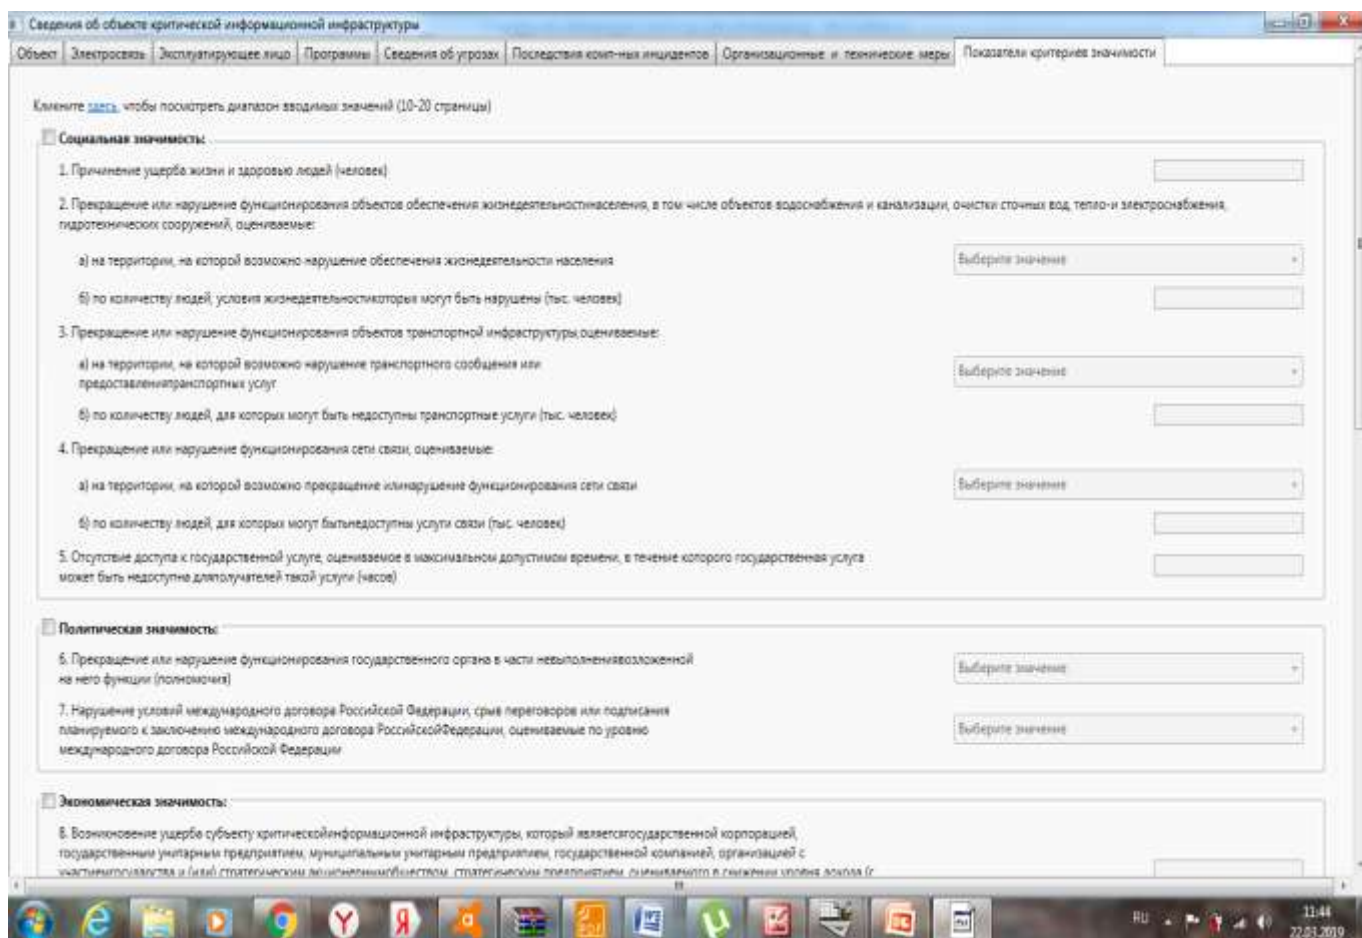 Сведения об объекте критической информационной инфраструктуры
Объект Электросвязь Эксплуатирующее лицо Программы Сведения об угрозах Последствия комп-ных инцидентов Организационные и технические меры Показатели критериев значимости
Кликните здесь, чтобы посмотреть диапазон вводимых значений (10-20 страницы)
Социальная значимость:
1. Причинение ущерба жизни и здоровью людей (человек)
2. Прекращение или нарушение функционирования объектов обеспечения жизнедеятельностинаселения, в том числе объектов водоснабжения и канализации, очистки сточных вод, тепло-и электроснабжения,
гидротехнических сооружений, оцениваемые:
а) на территории, на которой возможно нарушение обеспечения жизнедеятельности населения Выберите значение
б) по количеству людей, условия жизнедеятельностикоторых могут быть нарушены (тыс. человек)
3. Прекращение или нарушение функционирования объектов транспортной инфраструктуры,оцениваемые:
а) на территории, на которой возможно нарушение транспортного сообщения или
предоставлениятранспортных услуг Выберите значение
б) по количеству людей, для которых могут быть недоступны транспортные услуги (тыс. человек)
4. Прекращение или нарушение функционирования сети связи, оцениваемые:
а) на территории, на которой возможно прекращение илинарушение функционирования сети связи Выберите значение
б) по количеству людей, для которых могут бытьнедоступны услуги связи (тыс. человек)
5. Отсутствие доступа к государственной услуге, оцениваемое в максимальном допустимом времени, в течение которого государственная услуга
может быть недоступна дляполучателей такой услуги (часов)
Политическая значимость:
6. Прекращение или нарушение функционирования государственного органа в части невыполнениявозложенной
на него функции (полномочия) Выберите значение
7. Нарушение условий международного договора Российской Федерации, срыв переговоров или подписания
планируемого к заключению международного договора РоссийскойФедерации, оцениваемые по уровню
международного договора Российской Федерации Выберите значение
Экономическая значимость:
8. Возникновение ущерба субъекту критическойинформационной инфраструктуры, который являетсягосударственной корпорацией,
государственным унитарным предприятием, муниципальным унитарным предприятием, государственной компанией, организацией с
участиемгосударства и (или) стратегическим акционернымобществом, стратегическим предприятием, оцениваемого в снижении уровня дохода (с
RU 11:44
22.03.2019